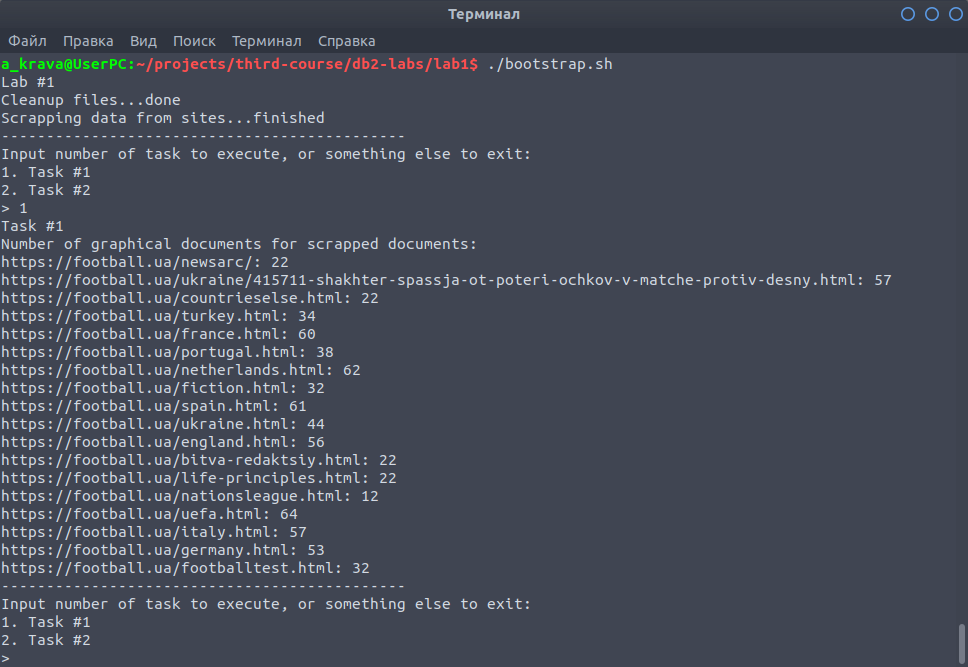 Терминал
Файл Правка Вид Поиск Терминал Справка
a_krava@UserPC:~/projects/third-course/db2-labs/lab1$ ./bootstrap.sh
Lab #1
Cleanup files...done
Scrapping data from sites...finished
---------------------------------------------
Input number of task to execute, or something else to exit:
1. Task #1
2. Task #2
> 1
Task #1
Number of graphical documents for scrapped documents:
https://football.ua/newsarc/: 22
https://football.ua/ukraine/415711-shakhter-spassja-ot-poteri-ochkov-v-matche-protiv-desny.html: 57
https://football.ua/countrieselse.html: 22
https://football.ua/turkey.html: 34
https://football.ua/france.html: 60
https://football.ua/portugal.html: 38
https://football.ua/netherlands.html: 62
https://football.ua/fiction.html: 32
https://football.ua/spain.html: 61
https://football.ua/ukraine.html: 44
https://football.ua/england.html: 56
https://football.ua/bitva-redaktsiy.html: 22
https://football.ua/life-principles.html: 22
https://football.ua/nationsleague.html: 12
https://football.ua/uefa.html: 64
https://football.ua/italy.html: 57
https://football.ua/germany.html: 53
https://football.ua/footballtest.html: 32
---------------------------------------------
Input number of task to execute, or something else to exit:
1. Task #1
2. Task #2
>